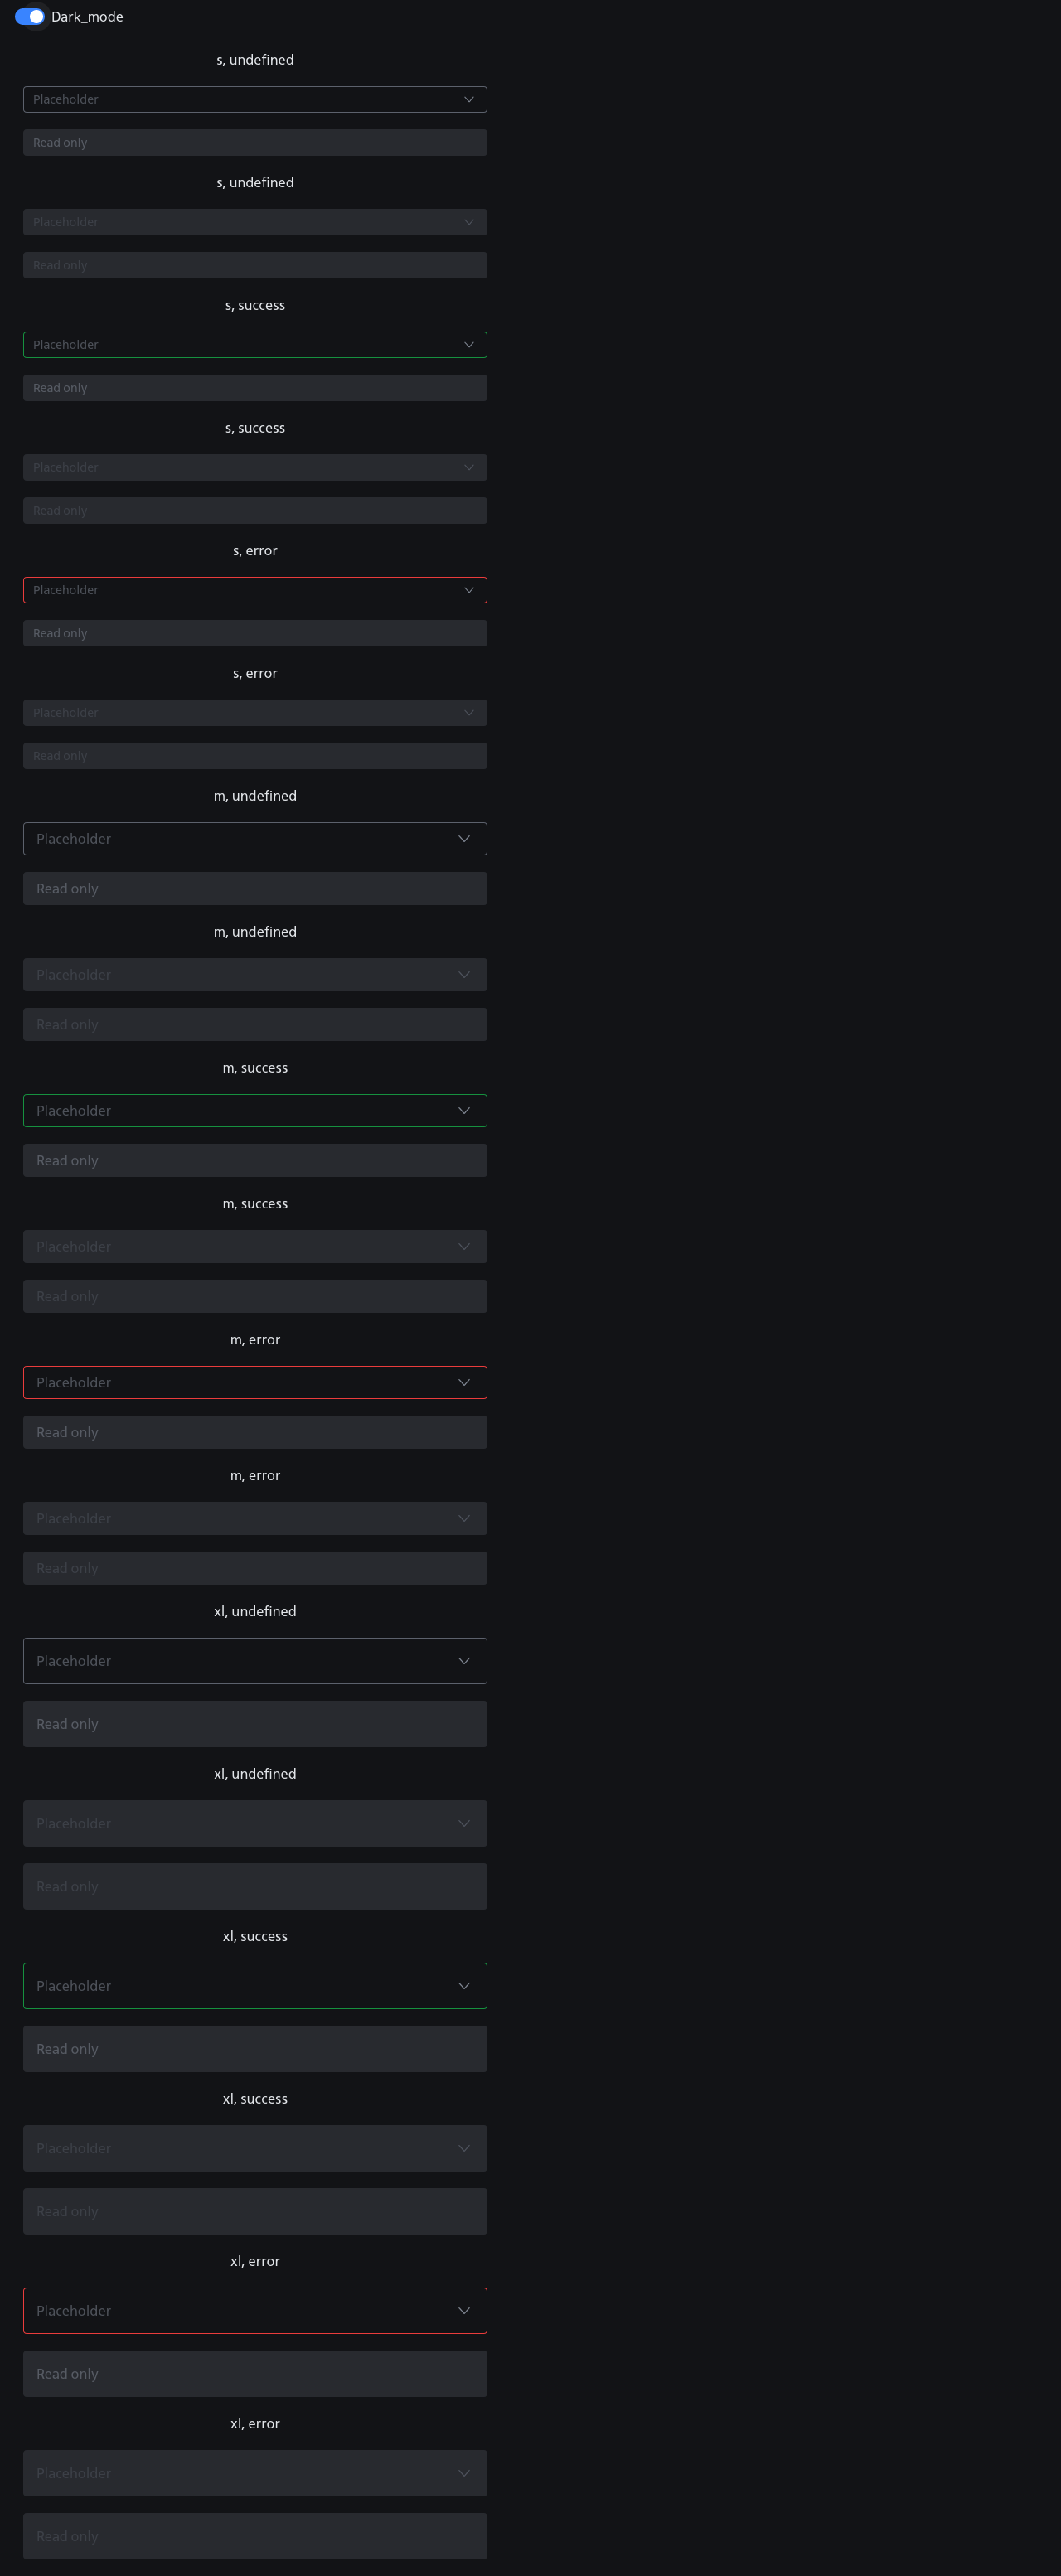 Dark_mode
s, undefined
Placeholder
Read only
s, undefined
Placeholder
Read only
s, success
Placeholder
Read only
s, success
Placeholder
Read only
s, error
Placeholder
Read only
s, error
Placeholder
Read only
m, undefined
Placeholder
Read only
m, undefined
Placeholder
Read only
m, success
Placeholder
Read only
m, success
Placeholder
Read only
m, error
Placeholder
Read only
m, error
Placeholder
Read only
xl, undefined
Placeholder
Read only
xl, undefined
Placeholder
Read only
xl, success
Placeholder
Read only
xl, success
Placeholder
Read only
xl, error
Placeholder
Read only
xl, error
Placeholder
Read only